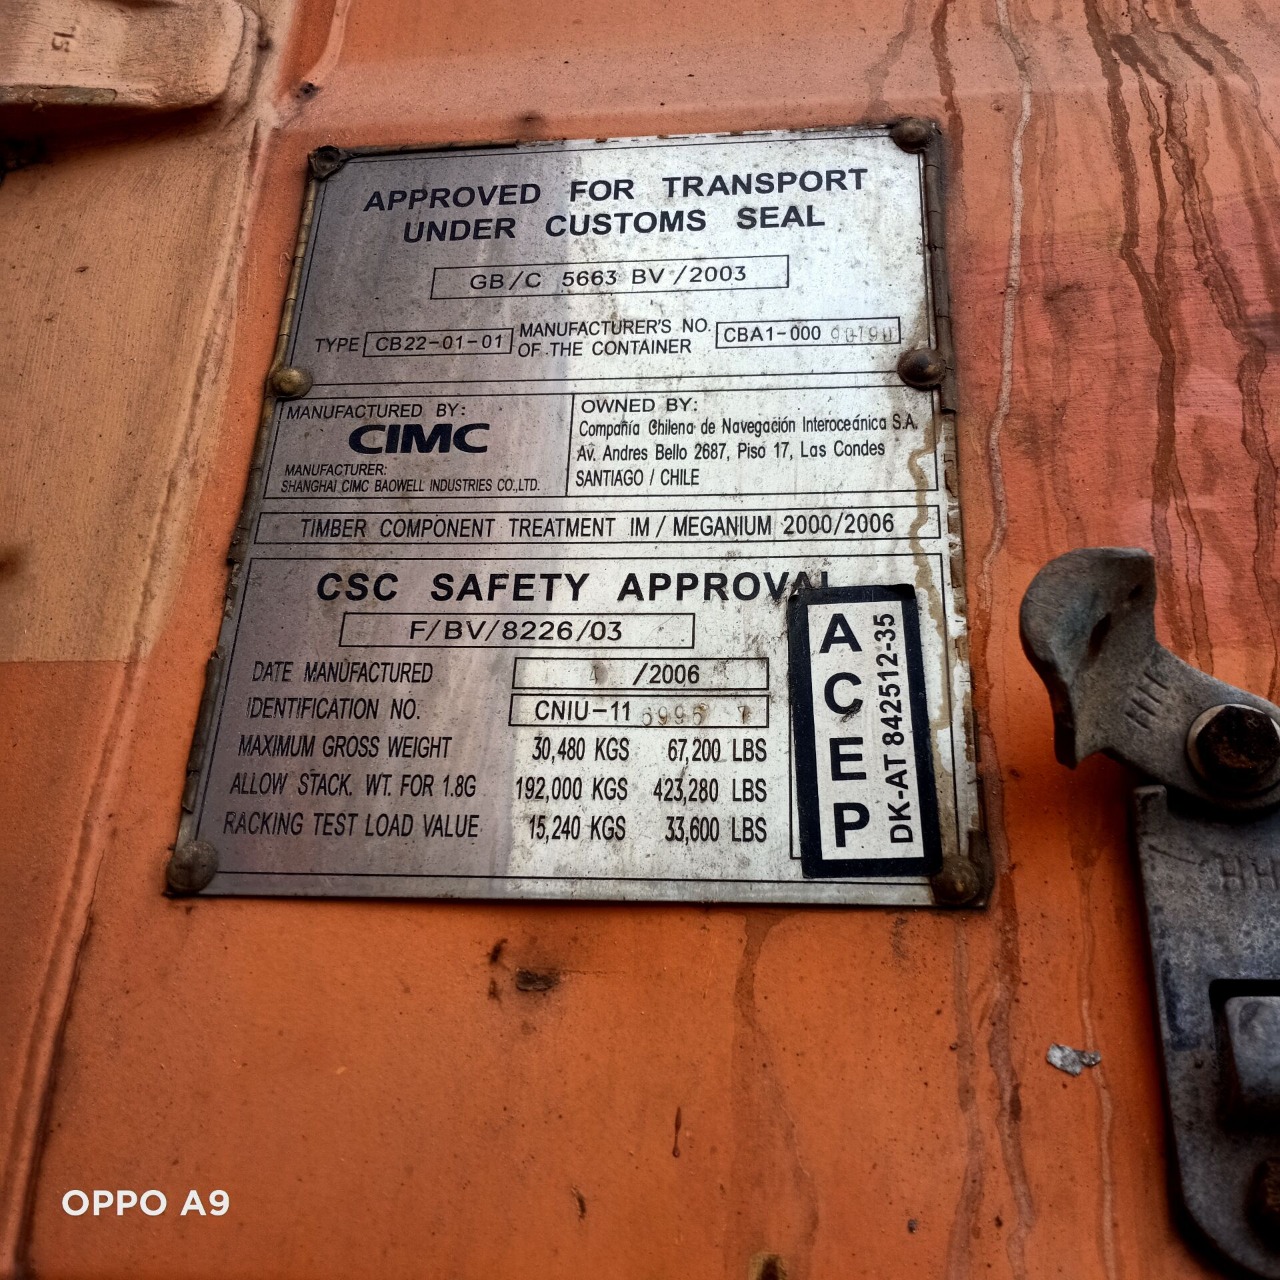 APPROVED FOR TRANSPORT
UNDER CUSTOMS SEAL
GB/C 5663 BV /2003
TYPE CB22-01-01 MANUFACTURER'S NO. OF THE CONTAINER CBA1-000
MANUFACTURED BY:
CIMC
MANUFACTURER:
SHANGHAI CIMC BAOWELL INDUSTRIES CO.,LTD.
OWNED BY:
Compañía Chilena de Navegación Interoceánica S.A.
Av. Andres Bello 2687, Piso 17, Las Condes
SANTIAGO / CHILE
TIMBER COMPONENT TREATMENT IM / MEGANIUM 2000/2006
CSC SAFETY APPROVAL
F/BV/8226/03
DATE MANUFACTURED /2006
IDENTIFICATION NO. CNIU-11
MAXIMUM GROSS WEIGHT 30,480 KGS 67,200 LBS
ALLOW STACK. WT. FOR 1.8G 192,000 KGS 423,280 LBS
RACKING TEST LOAD VALUE 15,240 KGS 33,600 LBS
ACEP
DK-AT 842512-35
OPPO A9